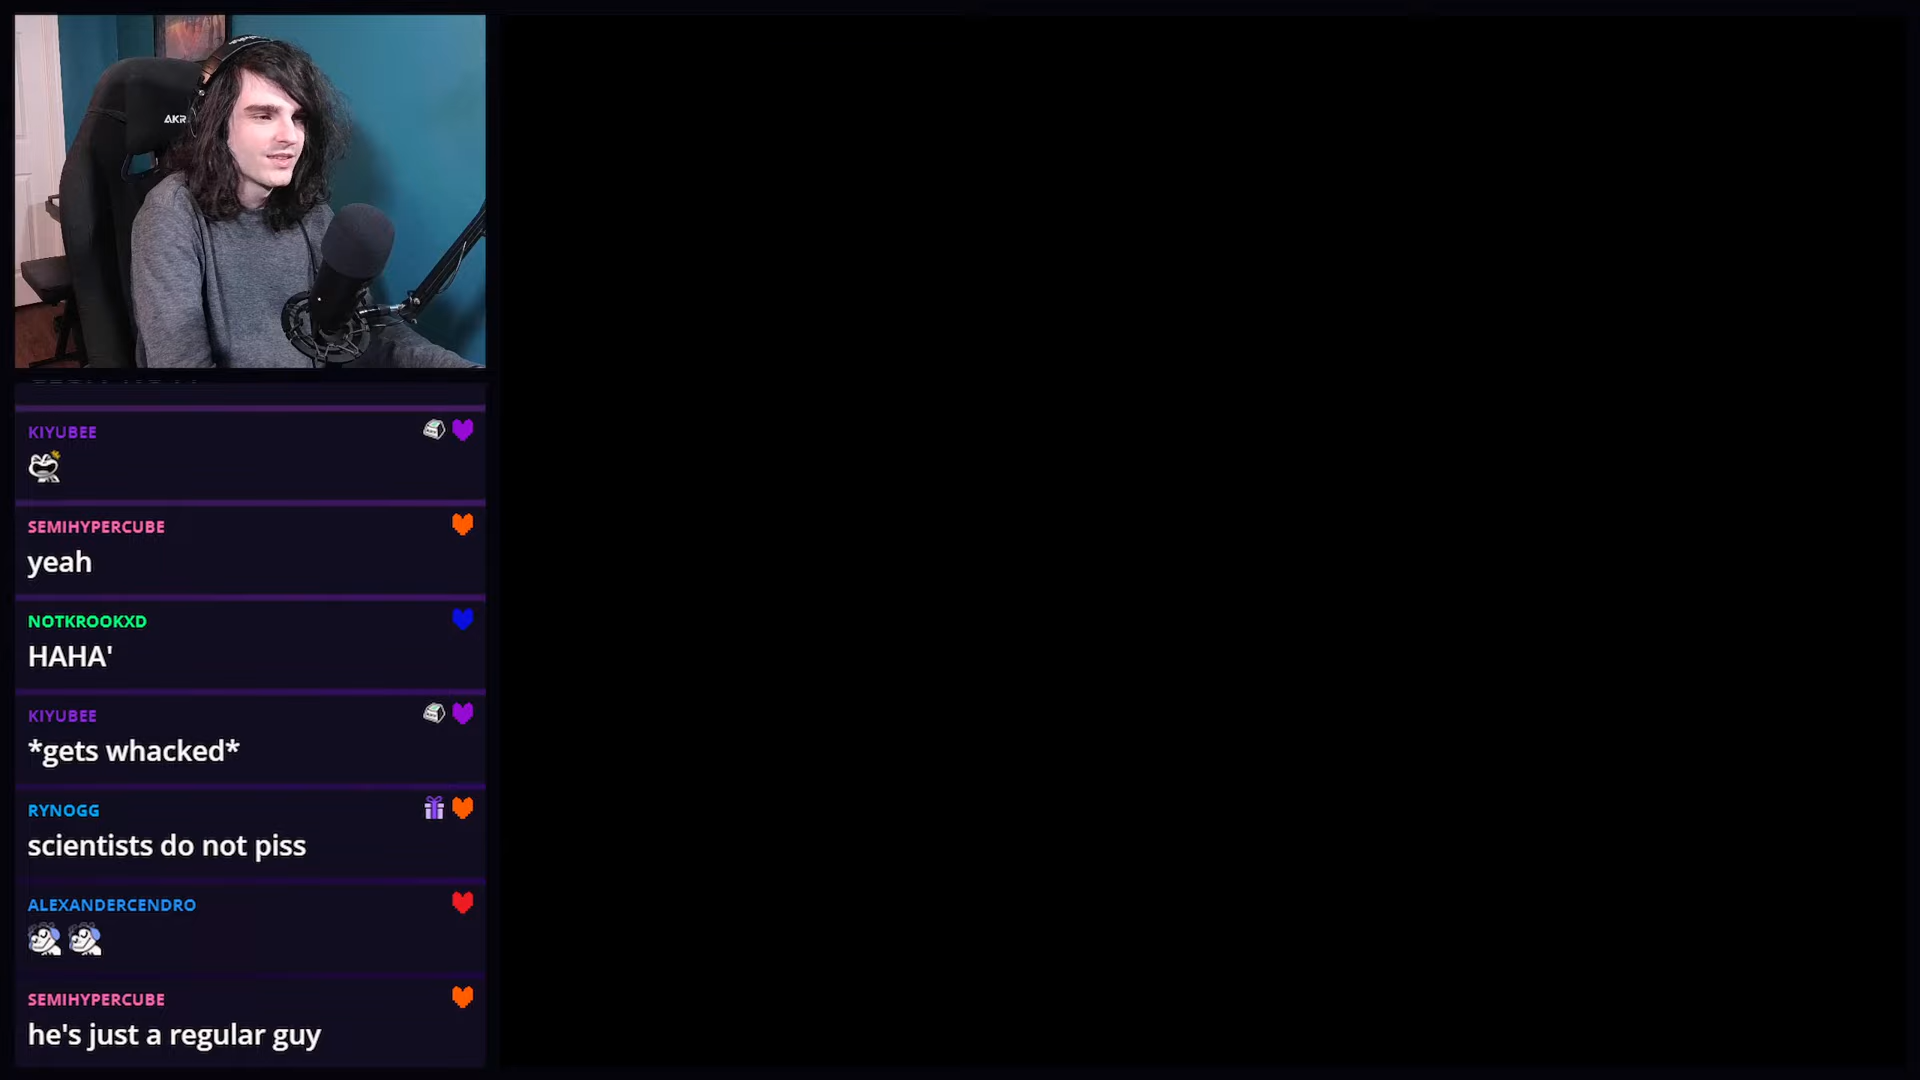 AKR
KIYUBEE
SEMIHYPERCUBE
yeah
NOTKROOKXD
HAHA'
KIYUBEE
*gets whacked*
RYNOGG
scientists do not piss
ALEXANDERCENDRO
SEMIHYPERCUBE
he's just a regular guy